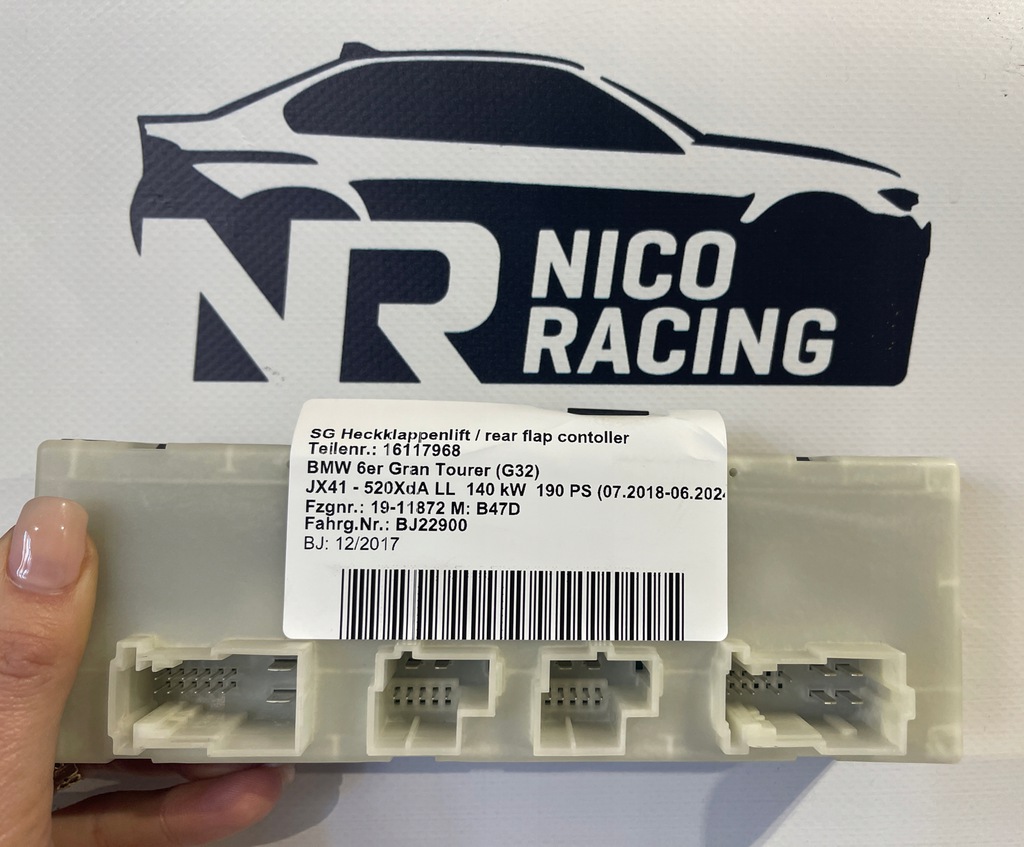 NR
NICO
RACING
SG Heckklappenlift / rear flap contoller
Teilenr.: 16117968
BMW 6er Gran Tourer (G32)
JX41 - 520XdA LL 140 kW 190 PS (07.2018-06.2024
Fzgnr.: 19-11872 M: B47D
Fahrg.Nr.: BJ22900
BJ: 12/2017